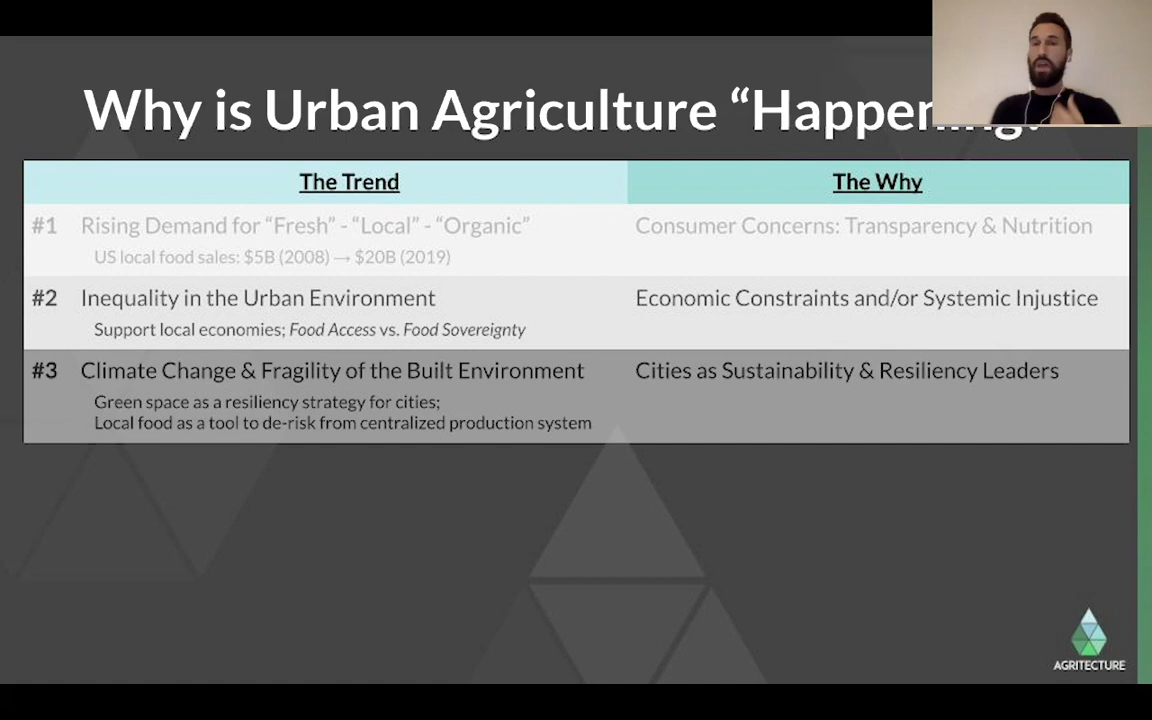 Why is Urban Agriculture “Happening?
The Trend
The Why
#1 Rising Demand for “Fresh” - “Local” - “Organic”
Consumer Concerns: Transparency & Nutrition
US local food sales: $5B (2008) → $20B (2019)
#2 Inequality in the Urban Environment
Economic Constraints and/or Systemic Injustice
Support local economies; Food Access vs. Food Sovereignty
#3 Climate Change & Fragility of the Built Environment
Cities as Sustainability & Resiliency Leaders
Green space as a resiliency strategy for cities;
Local food as a tool to de-risk from centralized production system
AGRITECTURE